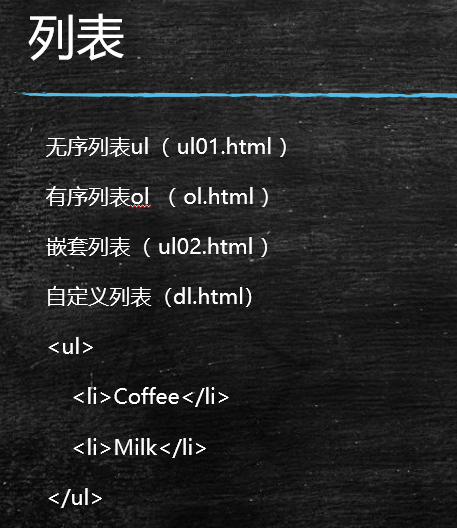 列表
无序列表ul（ ul01.html ）
有序列表ol （ ol.html ）
嵌套列表（ ul02.html ）
自定义列表（dl.html）
<ul>
<li>Coffee</li>
<li>Milk</li>
</ul>